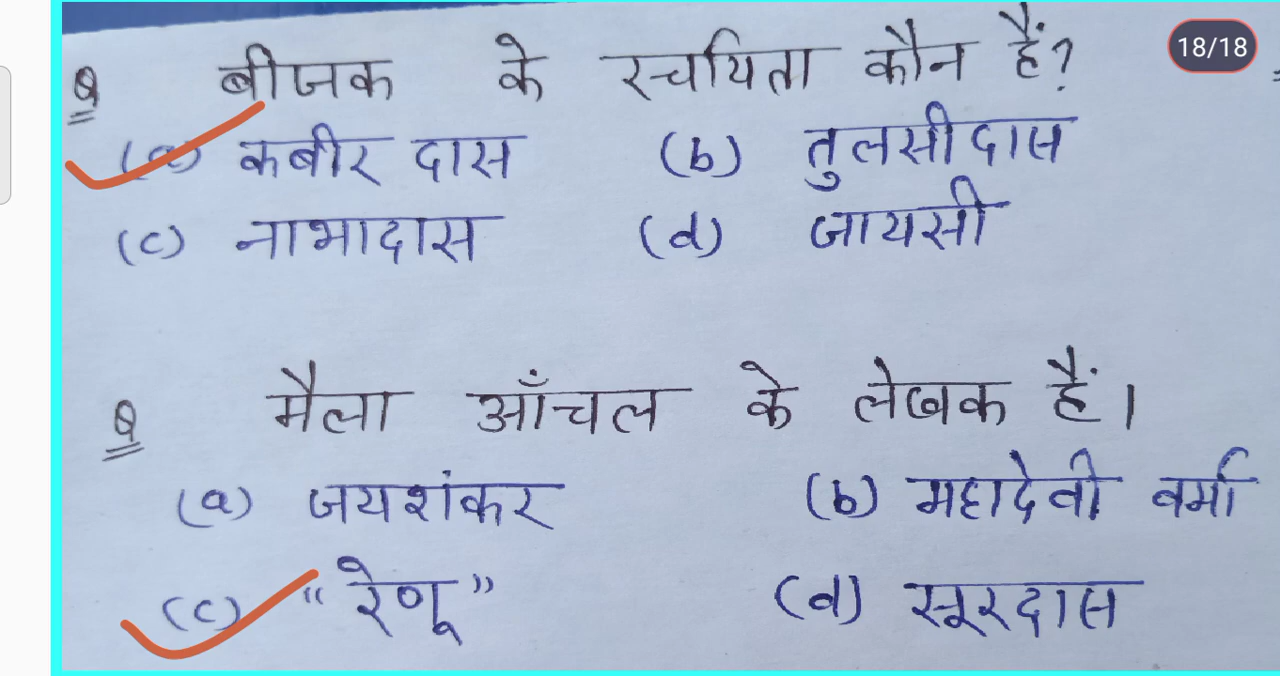 18/18
Q बीजक के रचयिता कौन हैं?
(a) कबीर दास (b) तुलसीदास
(c) नाभादास (d) जायसी
Q मैला आँचल के लेखक हैं।
(a) जयशंकर (b) महादेवी वर्मा
(c) “रेणू” (d) सूरदास